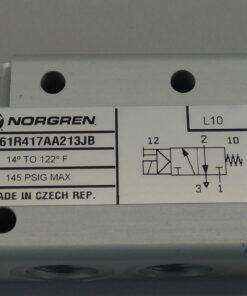 NORGREN
L10
61R417AA213JB
14° TO 122° F
145 PSIG MAX
ADE IN CZECH REP.
12
2
10
3
1